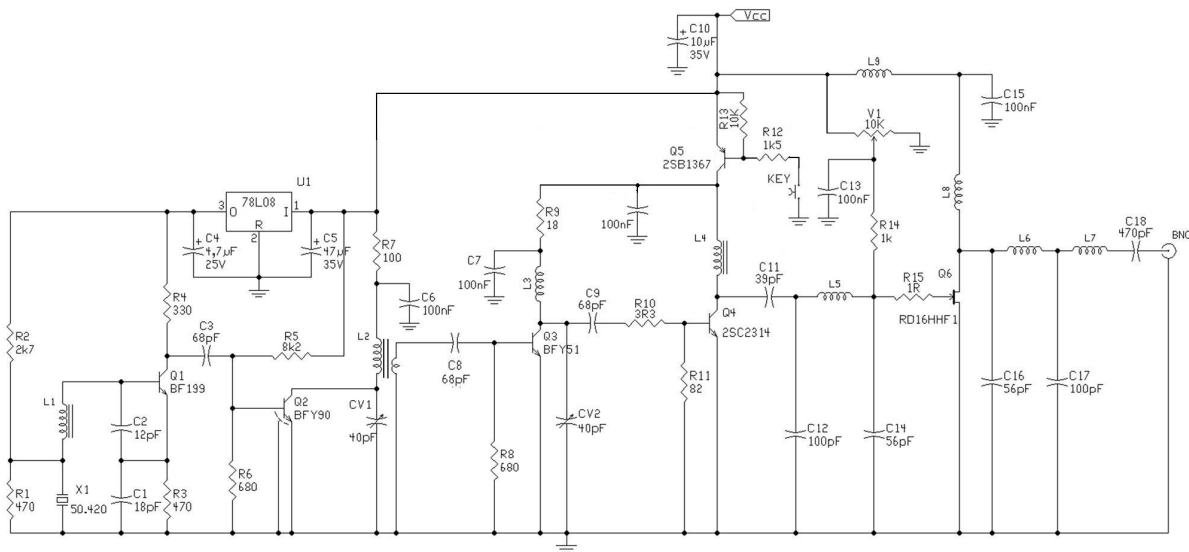 Vcc
C10
10µF
35V
L9
C15
100nF
R13
10K
V1
10K
R12
1k5
Q5
2SB1367
KEY
C13
100nF
U1
78L08
3
O
I
1
R
2
C4
4,7µF
25V
C5
47µF
35V
R7
100
R9
18
100nF
L8
L4
R14
1k
C18
470pF
BNC
C7
100nF
L3
C11
39pF
L6
L7
R4
330
C6
100nF
C9
68pF
R10
3R3
L5
R15
1R
Q6
RD16HHF1
R2
2k7
C3
68pF
R5
8k2
L2
Q4
2SC2314
Q3
BFY51
C8
68pF
Q1
BF199
R11
82
C16
56pF
C17
100pF
L1
Q2
BFY90
CV1
40pF
CV2
40pF
C2
12pF
C12
100pF
C14
56pF
R8
680
R6
680
R1
470
X1
50.420
C1
18pF
R3
470